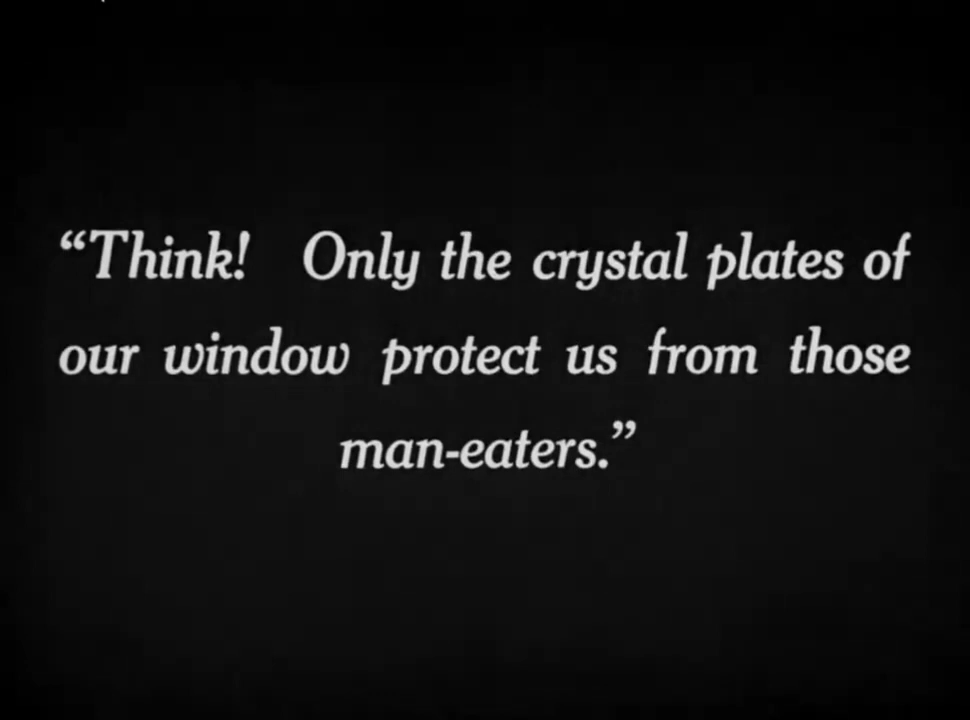 “Think! Only the crystal plates of
our window protect us from those
man-eaters.”